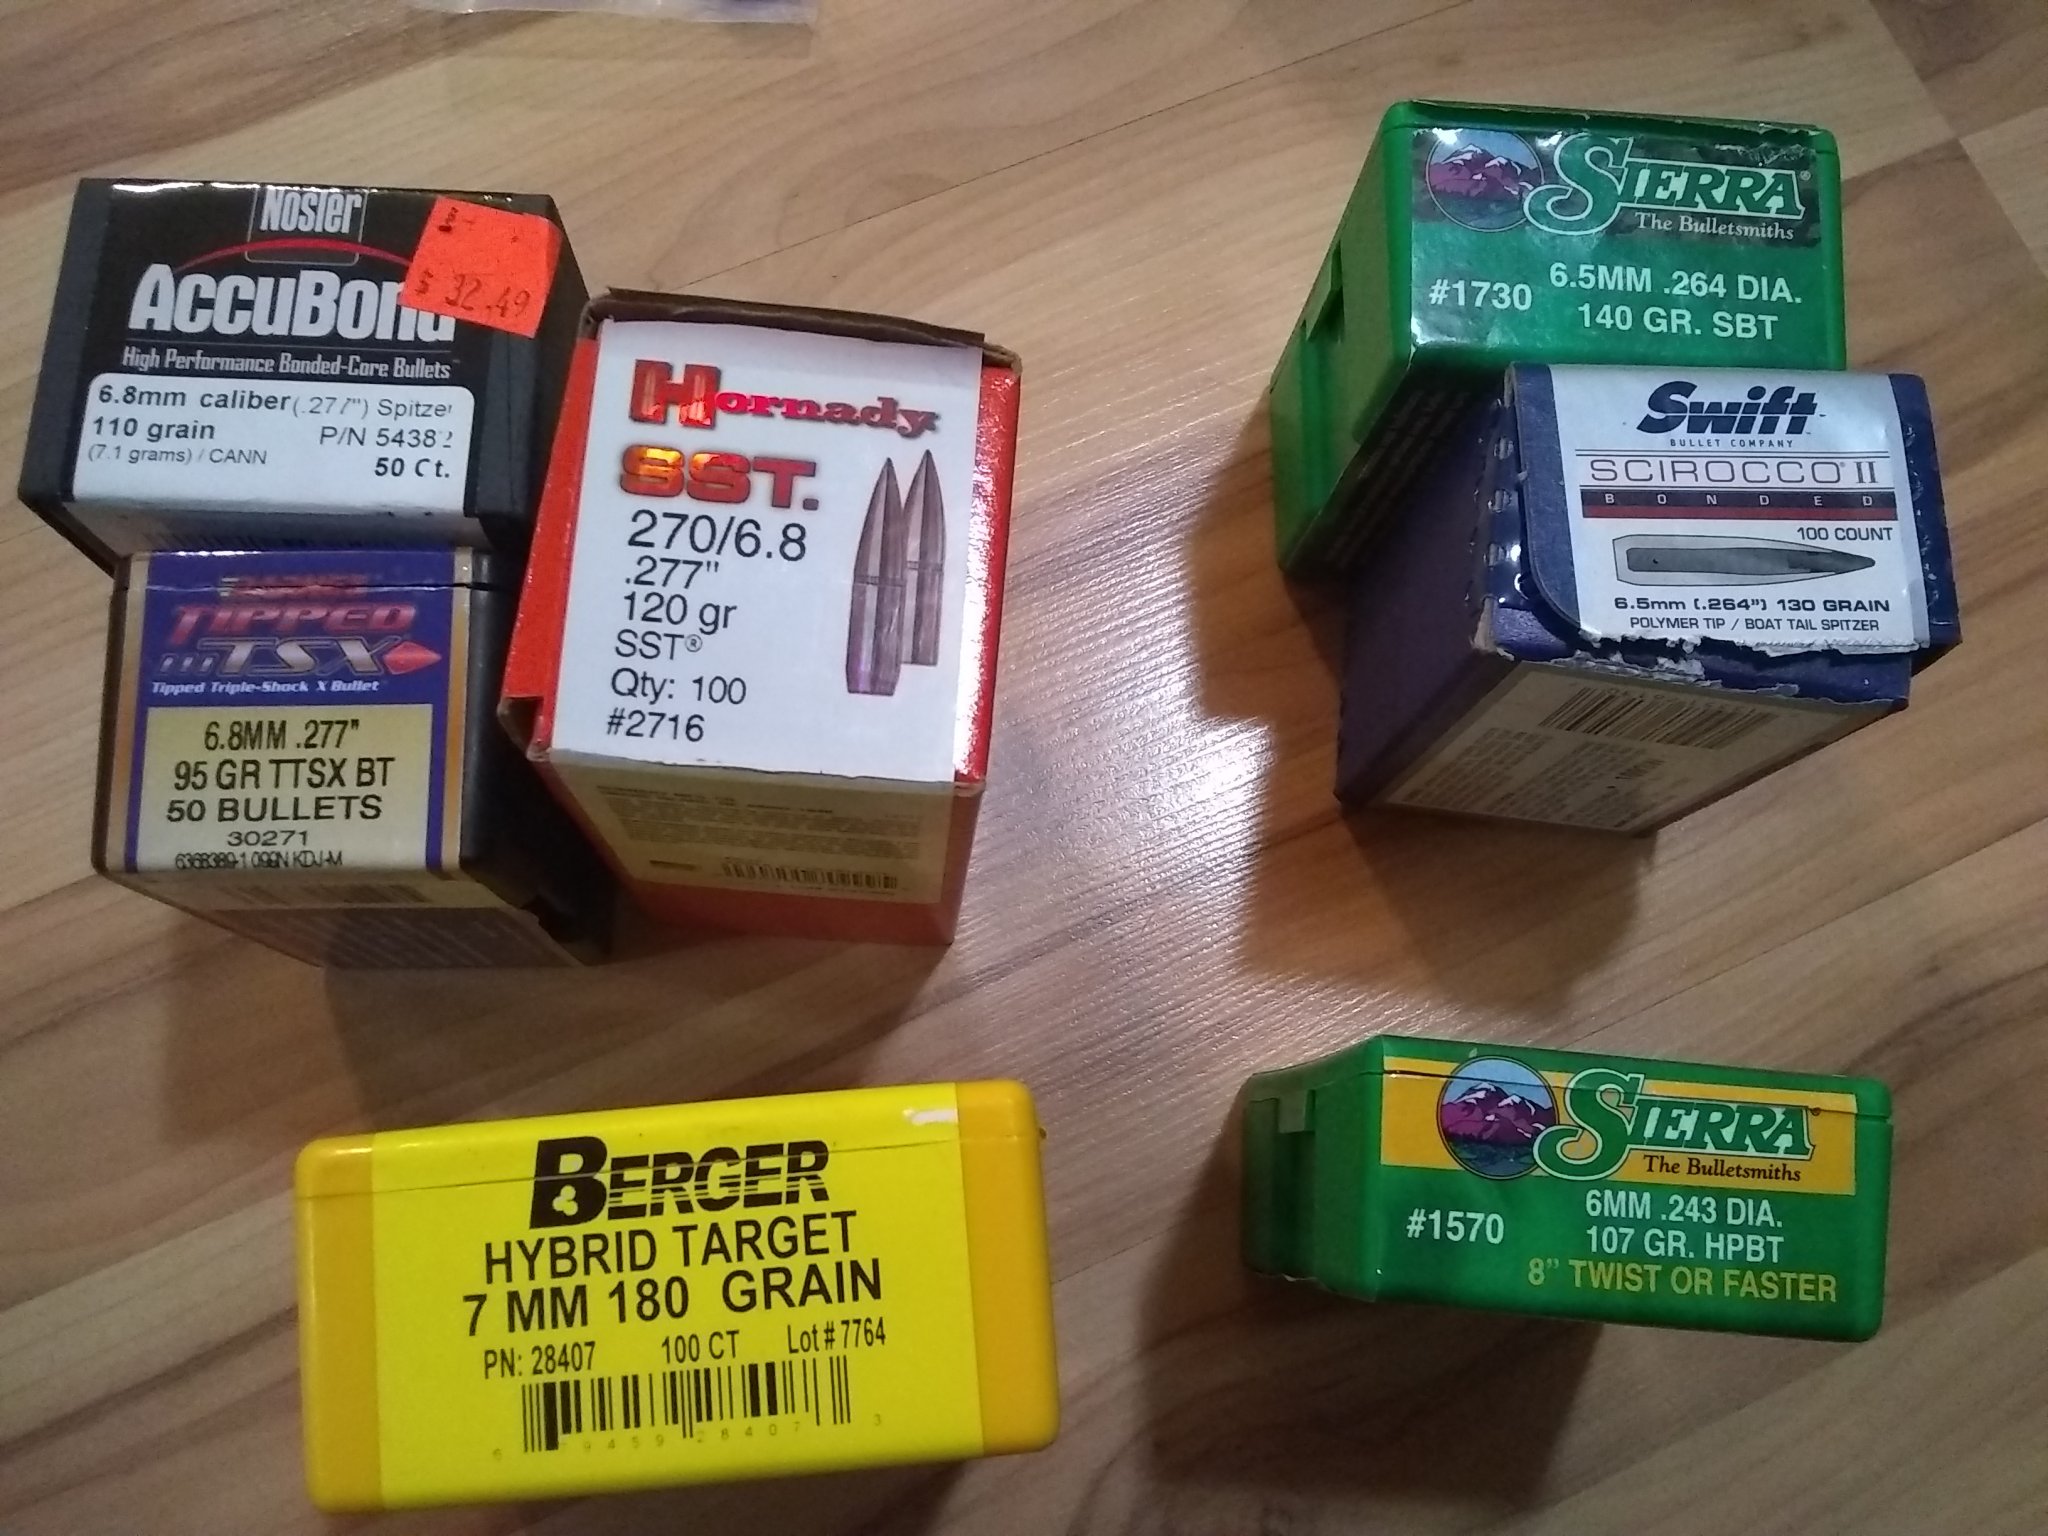 Nosler
AccuBond
$ 32.49
High Performance Bonded-Core Bullets
6.8mm caliber(.277") Spitzer
110 grain P/N 54382
(7.1 grams) / CANN
50 Ct.
TIPPED
TSX
Tipped Triple-Shock X Bullet
6.8MM .277"
95 GR TTSX BT
50 BULLETS
30271
Hornady
SST.
270/6.8
.277"
120 gr
SST®
Qty: 100
#2716
SIERRA®
The Bulletsmiths
#1730 6.5MM .264 DIA.
140 GR. SBT
Swift
BULLET COMPANY
SCIROCCO® II
BONDED
100 COUNT
6.5mm (.264") 130 GRAIN
POLYMER TIP / BOAT TAIL SPITZER
BERGER
HYBRID TARGET
7 MM 180 GRAIN
PN: 28407 100 CT Lot # 7764
SIERRA
The Bulletsmiths
#1570 6MM .243 DIA.
107 GR. HPBT
8" TWIST OR FASTER